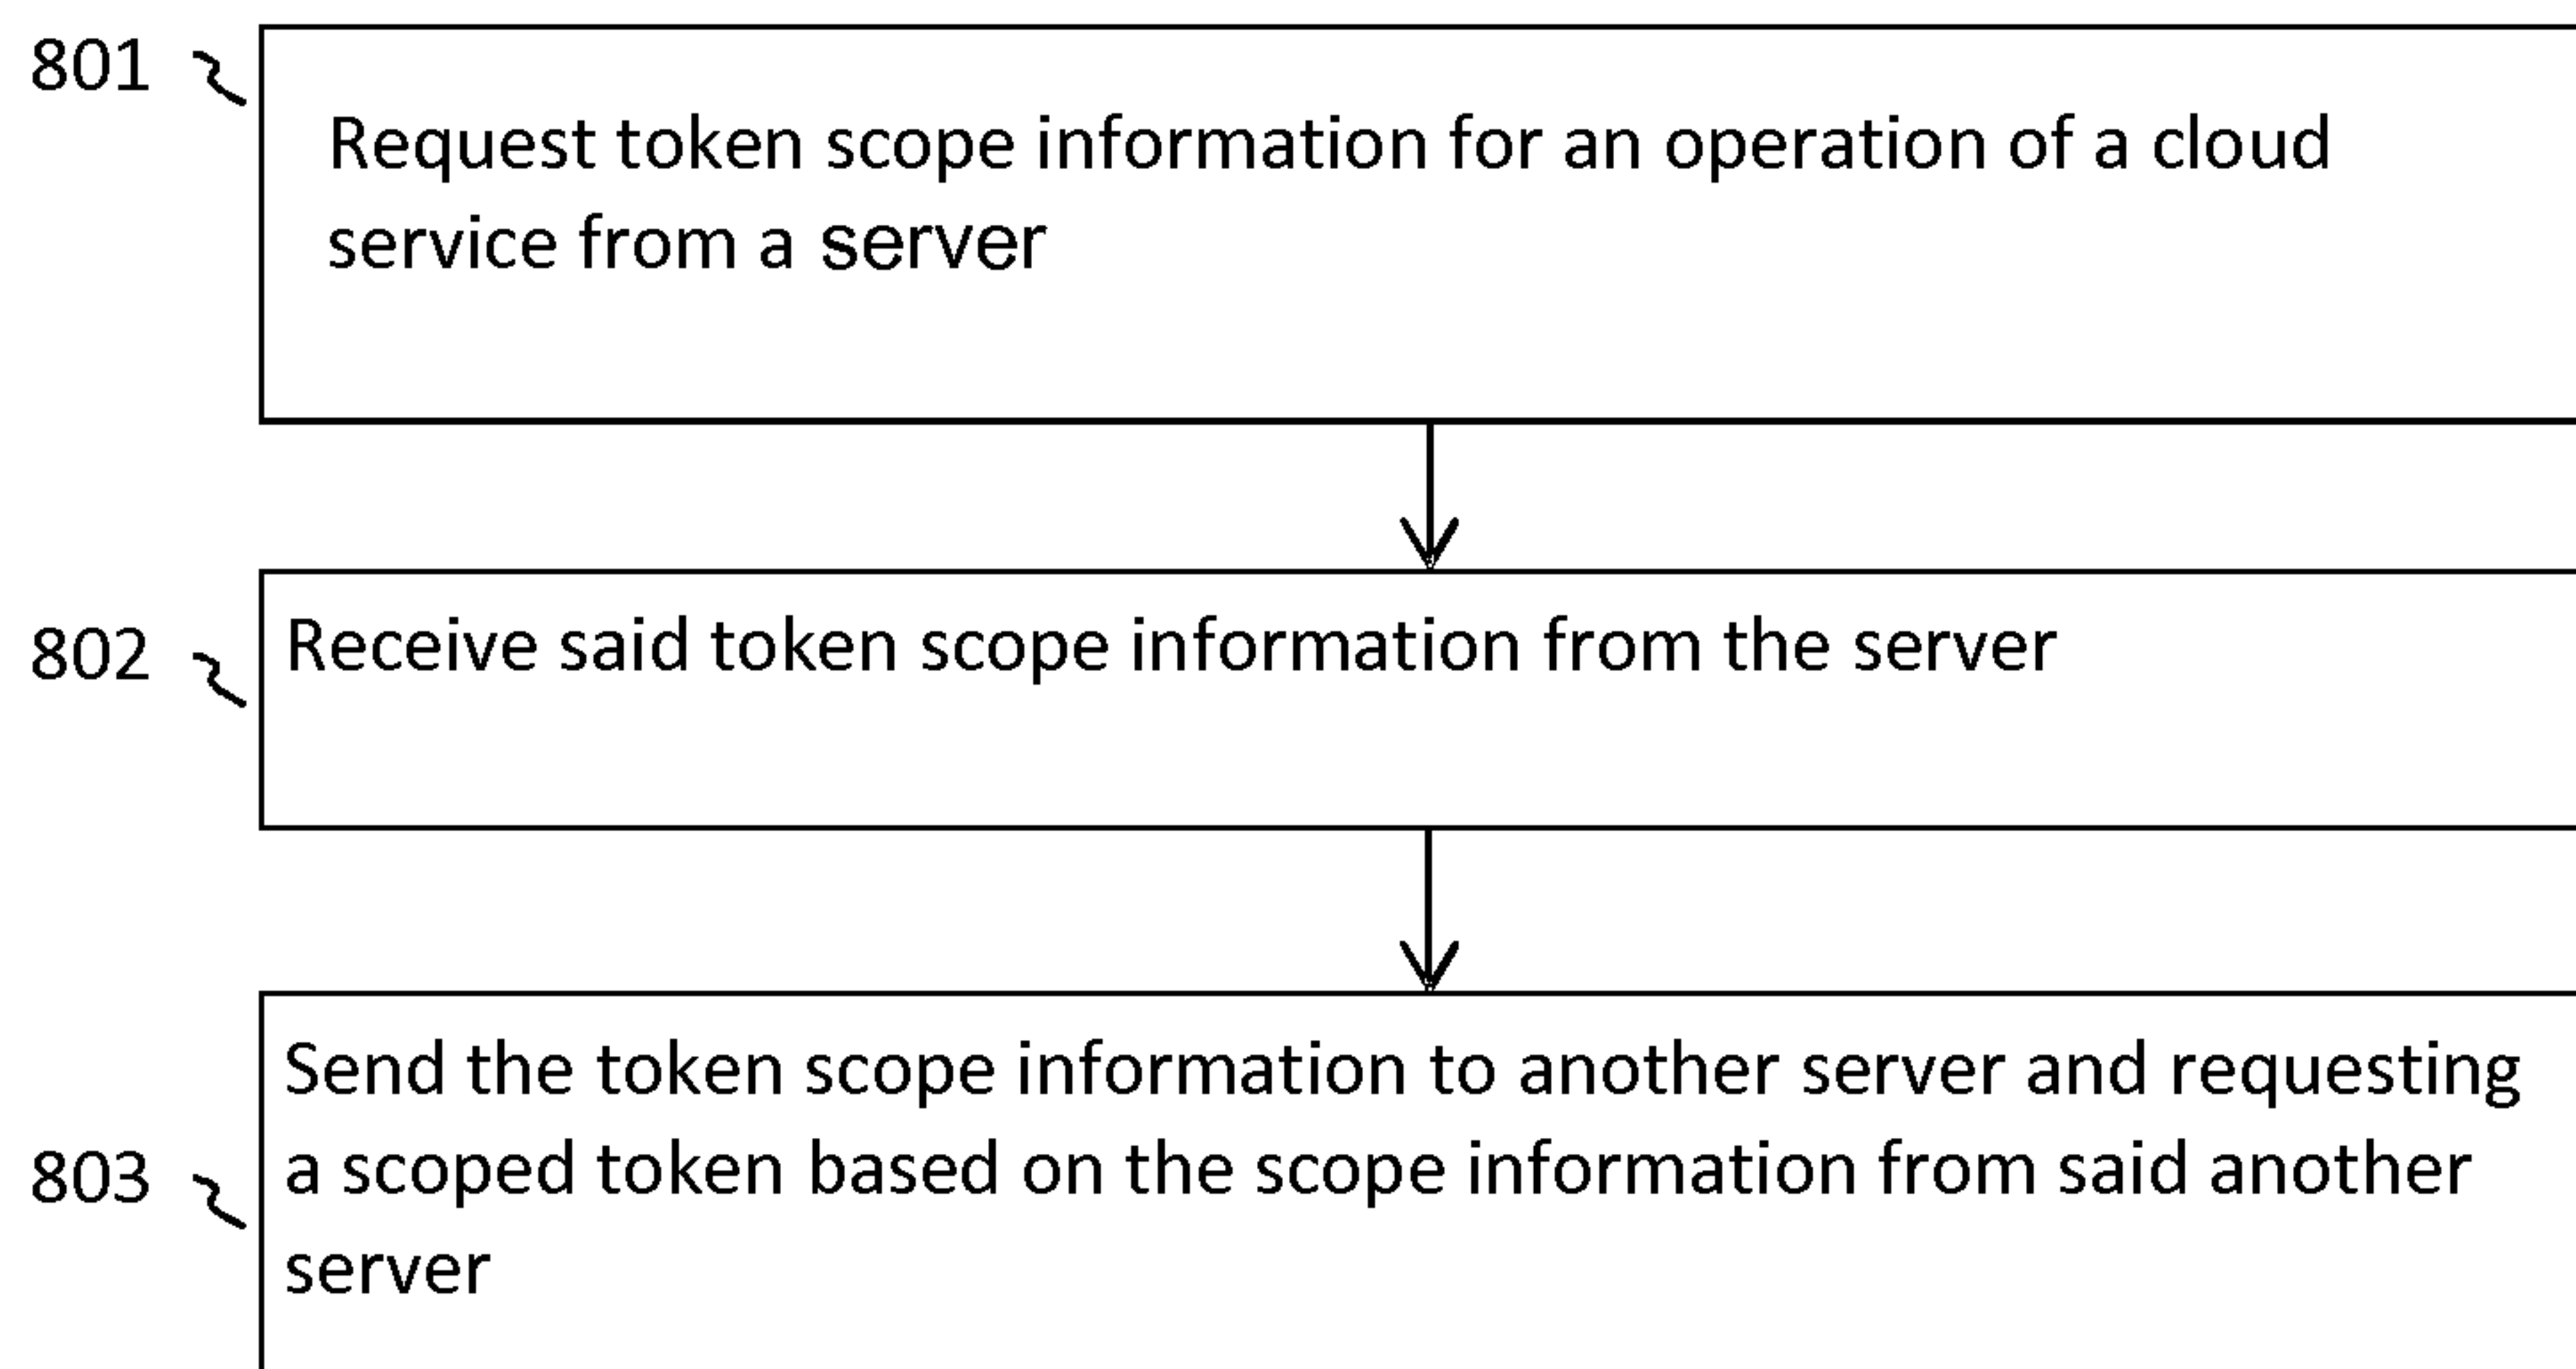 801
Request token scope information for an operation of a cloud
service from a server
802
Receive said token scope information from the server
803
Send the token scope information to another server and requesting
a scoped token based on the scope information from said another
server